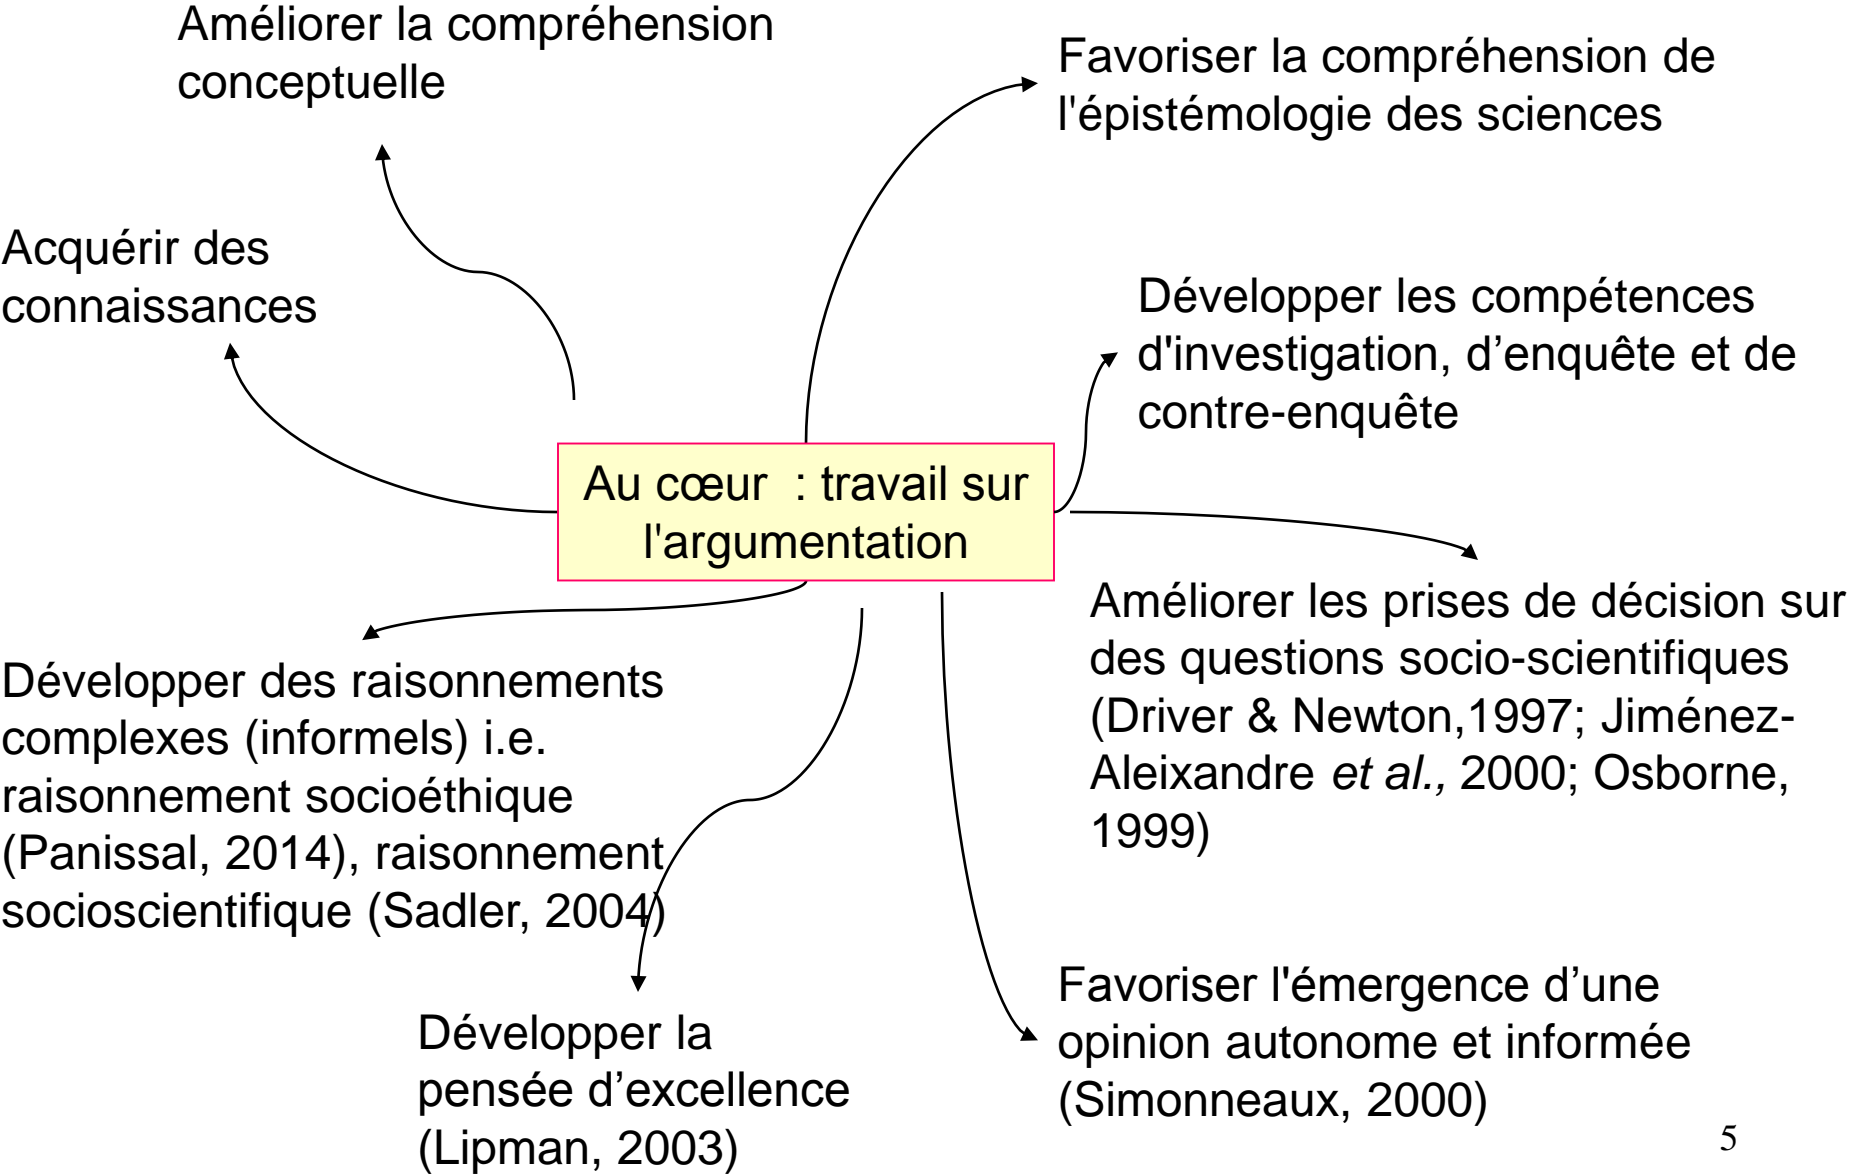 Améliorer la compréhension
conceptuelle
Favoriser la compréhension de
l'épistémologie des sciences
Acquérir des
connaissances
Développer les compétences
d'investigation, d’enquête et de
contre-enquête
Au cœur  : travail sur
l'argumentation
Améliorer les prises de décision sur
des questions socio-scientifiques
(Driver & Newton,1997; Jiménez-
Aleixandre et al., 2000; Osborne,
1999)
Développer des raisonnements
complexes (informels) i.e.
raisonnement socioéthique
(Panissal, 2014), raisonnement
socioscientifique (Sadler, 2004)
Développer la
pensée d’excellence
(Lipman, 2003)
Favoriser l'émergence d’une
opinion autonome et informée
(Simonneaux, 2000)
5